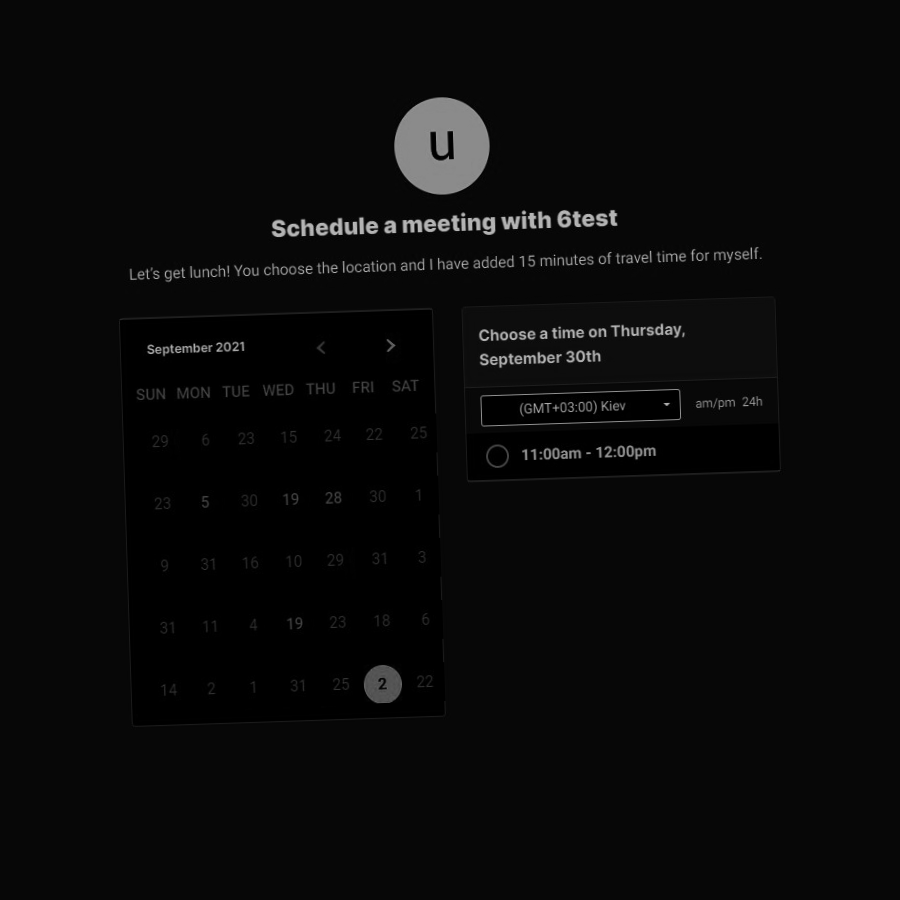 u
Schedule a meeting with 6test
Let's get lunch! You choose the location and I have added 15 minutes of travel time for myself.
September 2021
SUN MON TUE WED THU FRI SAT
29 6 23 15 24 22 25
23 5 30 19 28 30 1
9 31 16 10 29 31 3
31 11 4 19 23 18 6
14 2 1 31 25 2 22
Choose a time on Thursday,
September 30th
(GMT+03:00) Kiev am/pm 24h
11:00am - 12:00pm